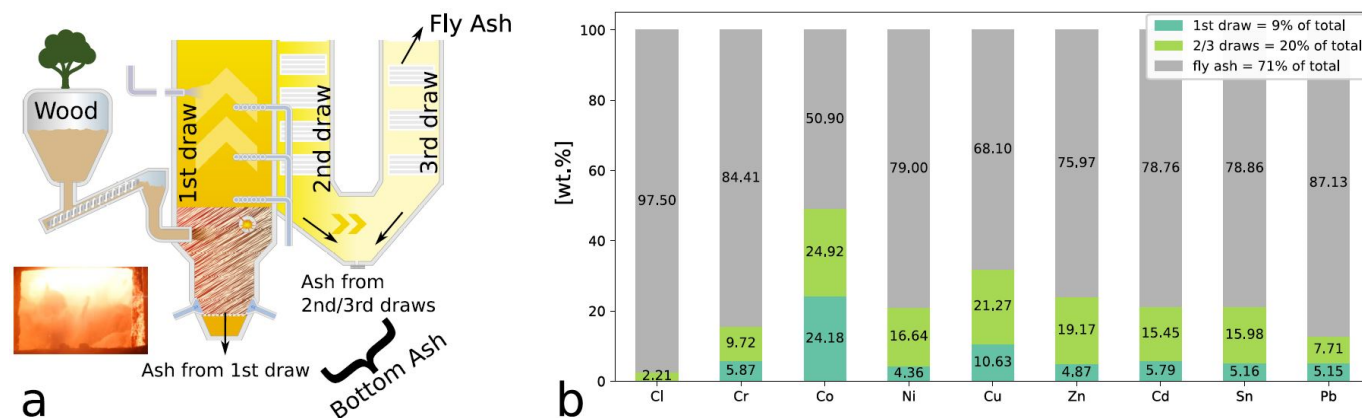 Fly Ash
Wood
1st draw
2nd draw
3rd draw
Ash from
2nd/3rd draws
Ash from 1st draw
Bottom Ash
a
1st draw = 9% of total
2/3 draws = 20% of total
fly ash = 71% of total
[wt.%]
100
80
60
40
20
0
97.50
84.41
50.90
79.00
68.10
75.97
78.76
78.86
87.13
2.21
9.72
24.92
16.64
21.27
19.17
15.45
15.98
7.71
5.87
24.18
4.36
10.63
4.87
5.79
5.16
5.15
Cl
Cr
Co
Ni
Cu
Zn
Cd
Sn
Pb
b